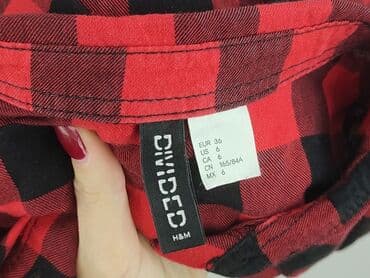 DIVIDED
H&M
EUR 36
US 6
CA 6
CN 165/84A
MX 6